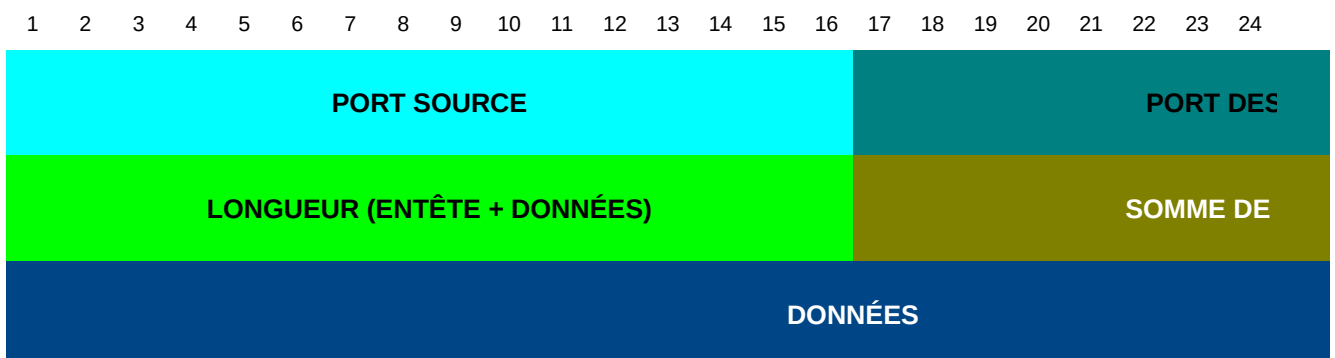 1 2 3 4 5 6 7 8 9 10 11 12 13 14 15 16 17 18 19 20 21 22 23 24
PORT SOURCE PORT DES
LONGUEUR (ENTÊTE + DONNÉES) SOMME DE
DONNÉES